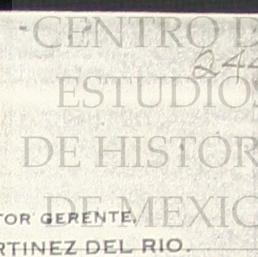 CENTRO D
244
ESTUDIOS
DE HISTOR
DE MEXIC
TOR GERENTE,
RTINEZ DEL RIO.